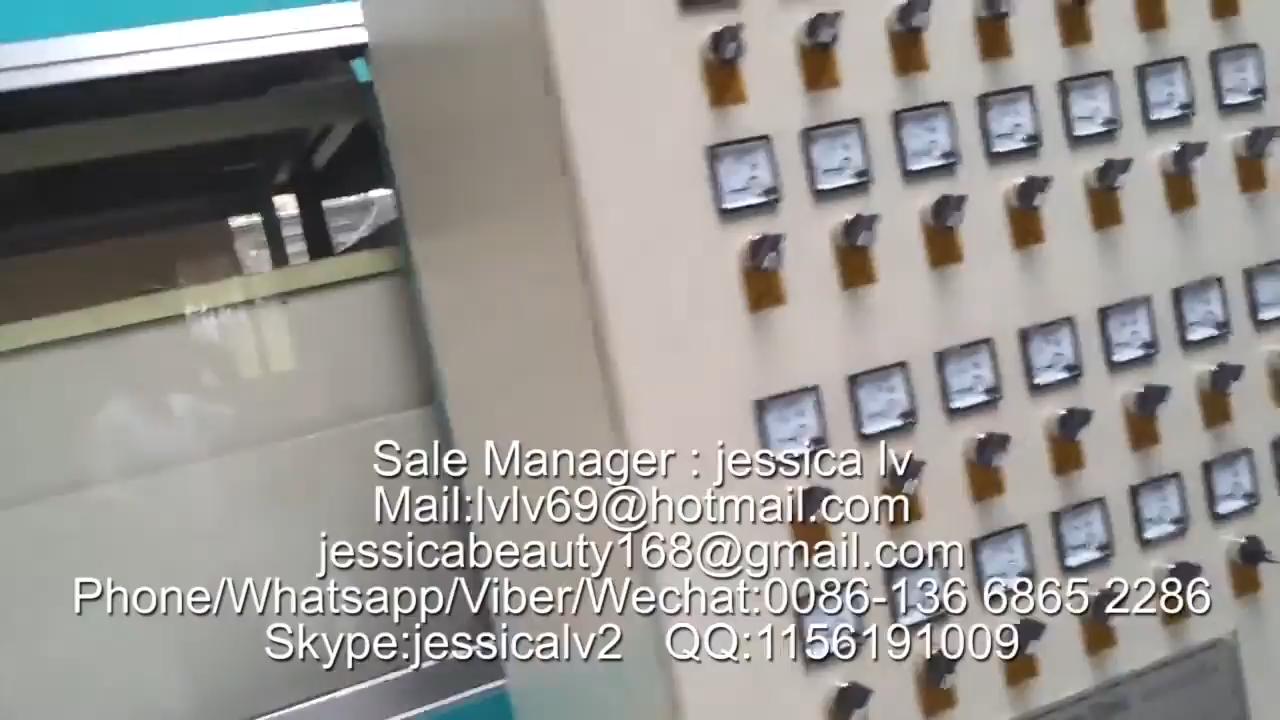 Sale Manager : jessica lv
Mail:lvlv69@hotmail.com
jessicabeauty168@gmail.com
Phone/Whatsapp/Viber/Wechat:0086-136 6865 2286
Skype:jessicalv2 QQ:1156191009